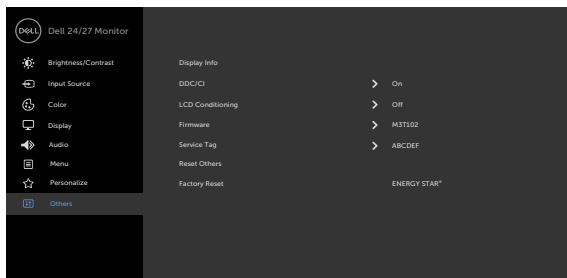 DELL Dell 24/27 Monitor
Brightness/Contrast
Input Source
Color
Display
Audio
Menu
Personalize
Others
Display Info
DDC/CI On
LCD Conditioning Off
Firmware M3T102
Service Tag ABCDEF
Reset Others
Factory Reset ENERGY STAR®